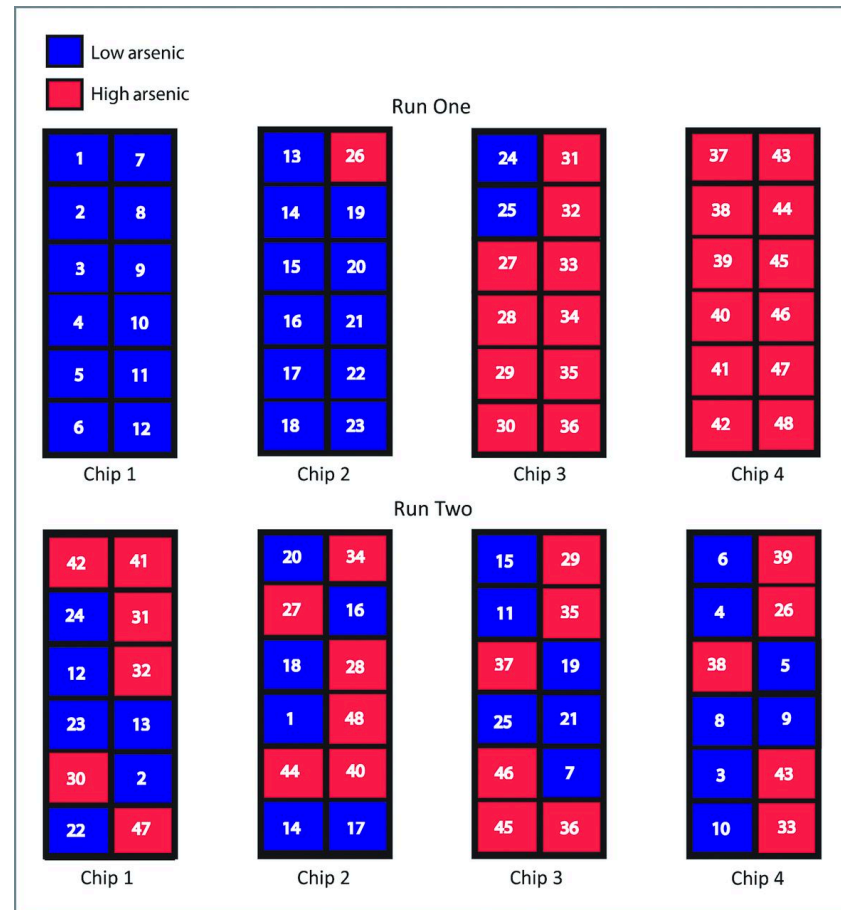 Low arsenic
High arsenic
Run One
1 7 13 26 24 31 37 43
2 8 14 19 25 32 38 44
3 9 15 20 27 33 39 45
4 10 16 21 28 34 40 46
5 11 17 22 29 35 41 47
6 12 18 23 30 36 42 48
Chip 1 Chip 2 Chip 3 Chip 4
Run Two
42 41 20 34 15 29 6 39
24 31 27 16 11 35 4 26
12 32 18 28 37 19 38 5
23 13 1 48 25 21 8 9
30 2 44 40 46 7 3 43
22 47 14 17 45 36 10 33
Chip 1 Chip 2 Chip 3 Chip 4